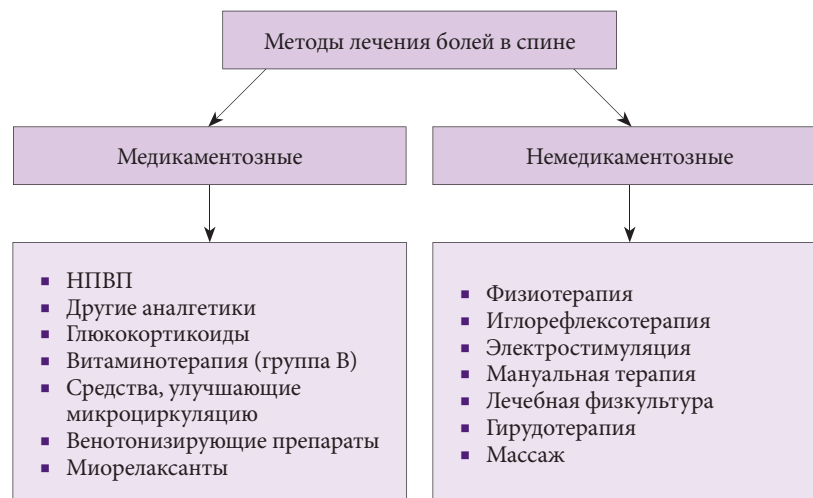 Методы лечения болей в спине
Медикаментозные
Немедикаментозные
НПВП
Другие аналгетики
Глюкокортикоиды
Витаминотерапия (группа В)
Средства, улучшающие
микроциркуляцию
Венотонизирующие препараты
Миорелаксанты
Физиотерапия
Иглорефлексотерапия
Электростимуляция
Мануальная терапия
Лечебная физкультура
Гирудотерапия
Массаж